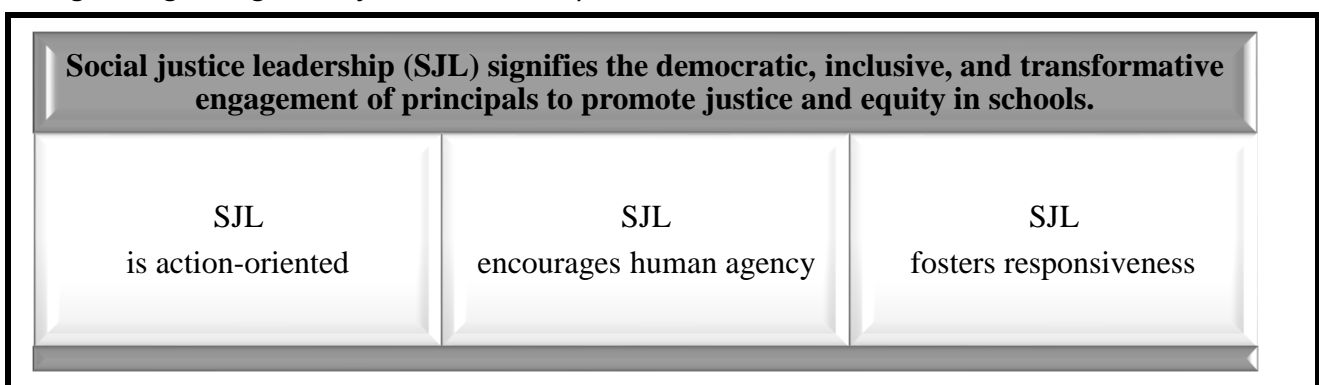 Social justice leadership (SJL) signifies the democratic, inclusive, and transformative
engagement of principals to promote justice and equity in schools.
SJL
is action-oriented
SJL
encourages human agency
SJL
fosters responsiveness